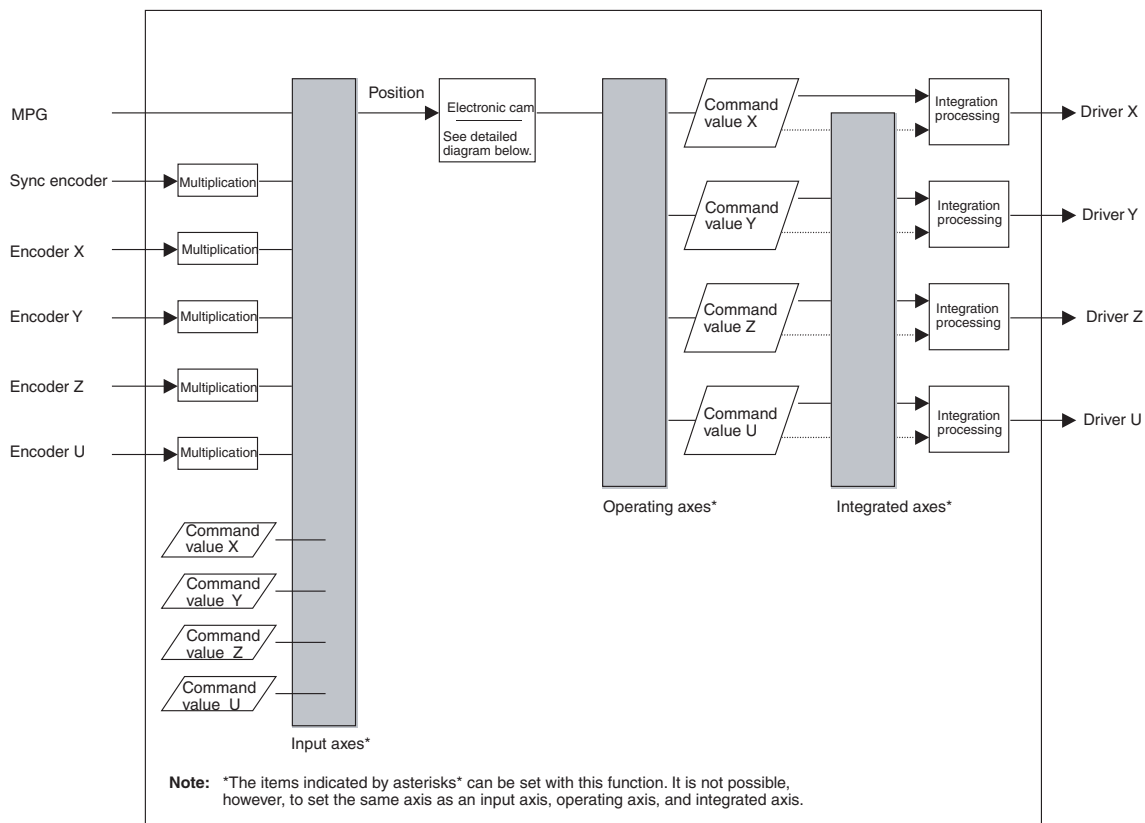 MPG
Sync encoder
Encoder X
Encoder Y
Encoder Z
Encoder U
Multiplication
Multiplication
Multiplication
Multiplication
Multiplication
Command
value X
Command
value Y
Command
value Z
Command
value U
Input axes*
Position
Electronic cam
See detailed
diagram below.
Operating axes*
Command
value X
Command
value Y
Command
value Z
Command
value U
Integrated axes*
Integration
processing
Integration
processing
Integration
processing
Integration
processing
Driver X
Driver Y
Driver Z
Driver U
Note: *The items indicated by asterisks* can be set with this function. It is not possible,
however, to set the same axis as an input axis, operating axis, and integrated axis.